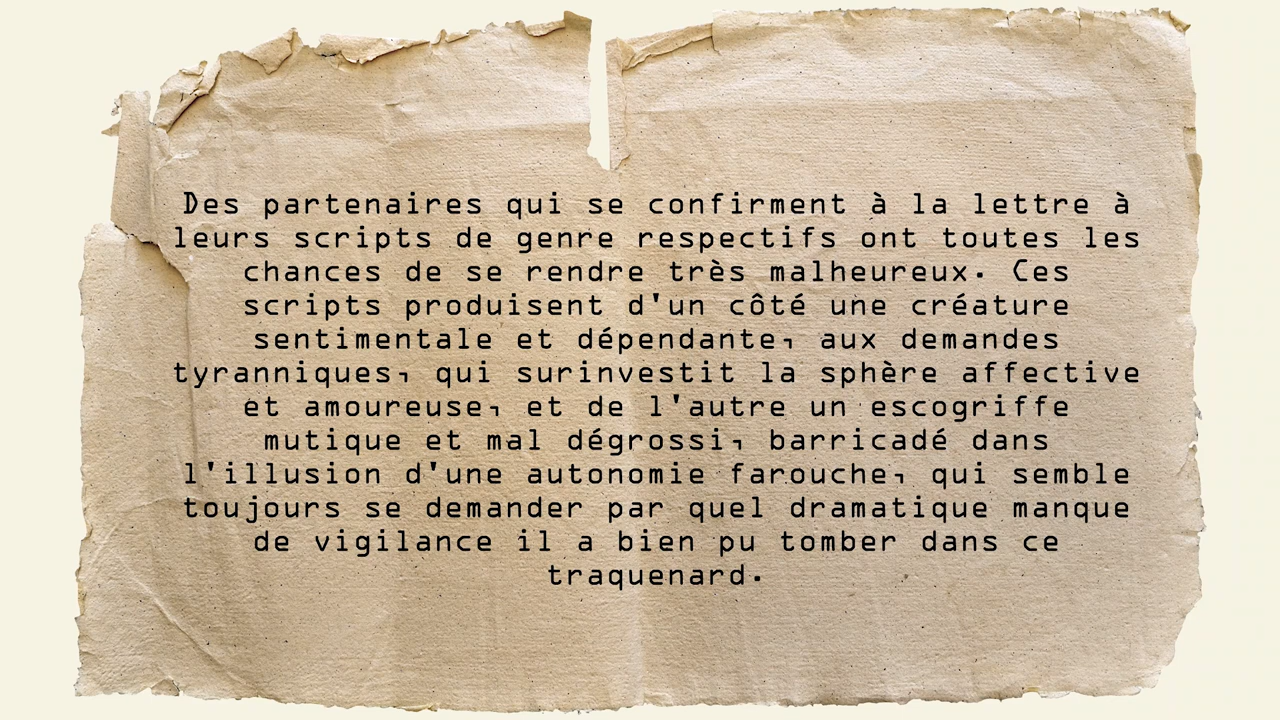 Des partenaires qui se confirment à la lettre à
leurs scripts de genre respectifs ont toutes les
chances de se rendre très malheureux. Ces
scripts produisent d'un côté une créature
sentimentale et dépendante, aux demandes
tyranniques, qui surinvestit la sphère affective
et amoureuse, et de l'autre un escogriffe
mutique et mal dégrossi, barricadé dans
l'illusion d'une autonomie farouche, qui semble
toujours se demander par quel dramatique manque
de vigilance il a bien pu tomber dans ce
traquenard.